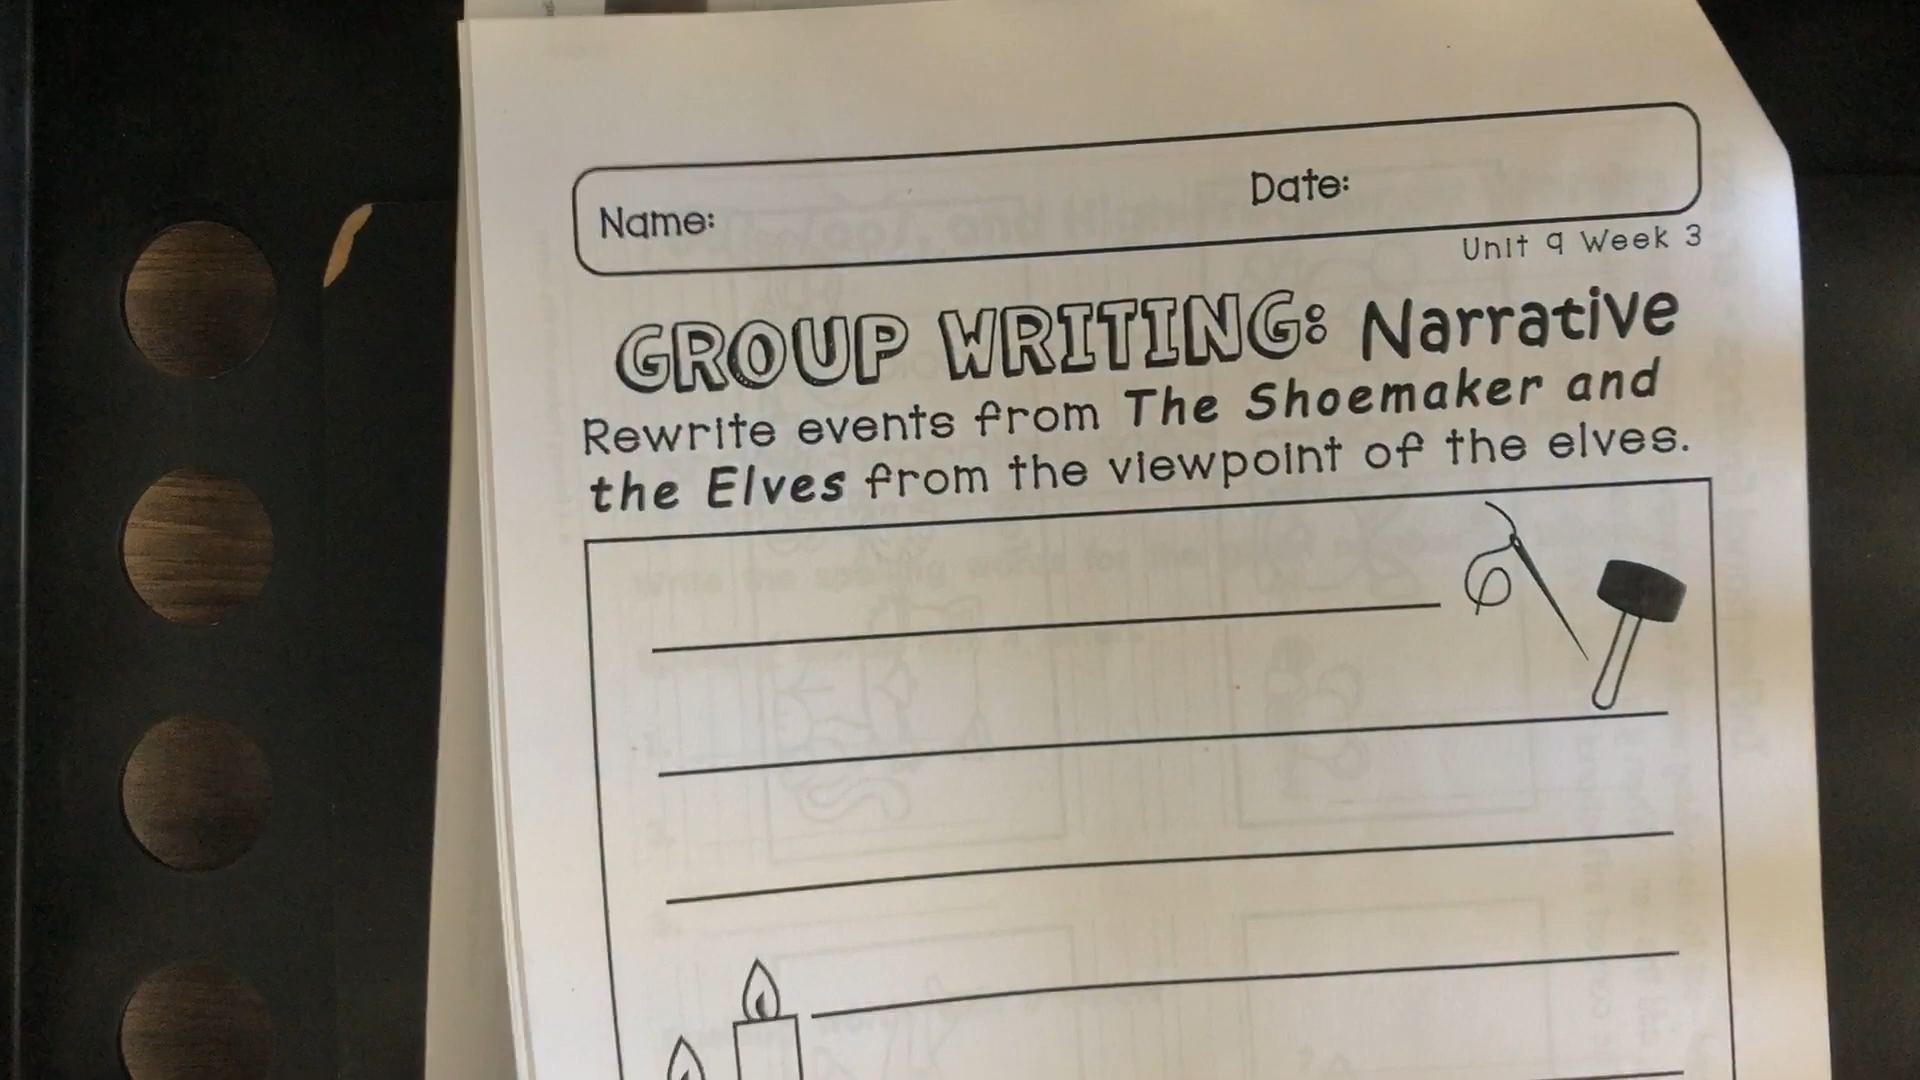 Name:
Date:
Unit 9 Week 3
GROUP WRITING: Narrative
Rewrite events from The Shoemaker and
the Elves from the viewpoint of the elves.